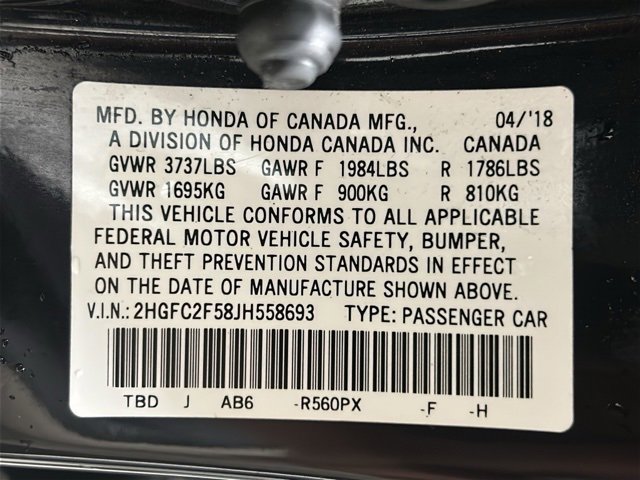 MFD. BY HONDA OF CANADA MFG., 04/'18
A DIVISION OF HONDA CANADA INC. CANADA
GVWR 3737LBS GAWR F 1984LBS R 1786LBS
GVWR 1695KG GAWR F 900KG R 810KG
THIS VEHICLE CONFORMS TO ALL APPLICABLE
FEDERAL MOTOR VEHICLE SAFETY, BUMPER,
AND THEFT PREVENTION STANDARDS IN EFFECT
ON THE DATE OF MANUFACTURE SHOWN ABOVE.
V.I.N.: 2HGFC2F58JH558693 TYPE: PASSENGER CAR
TBD J AB6 -R560PX -F -H